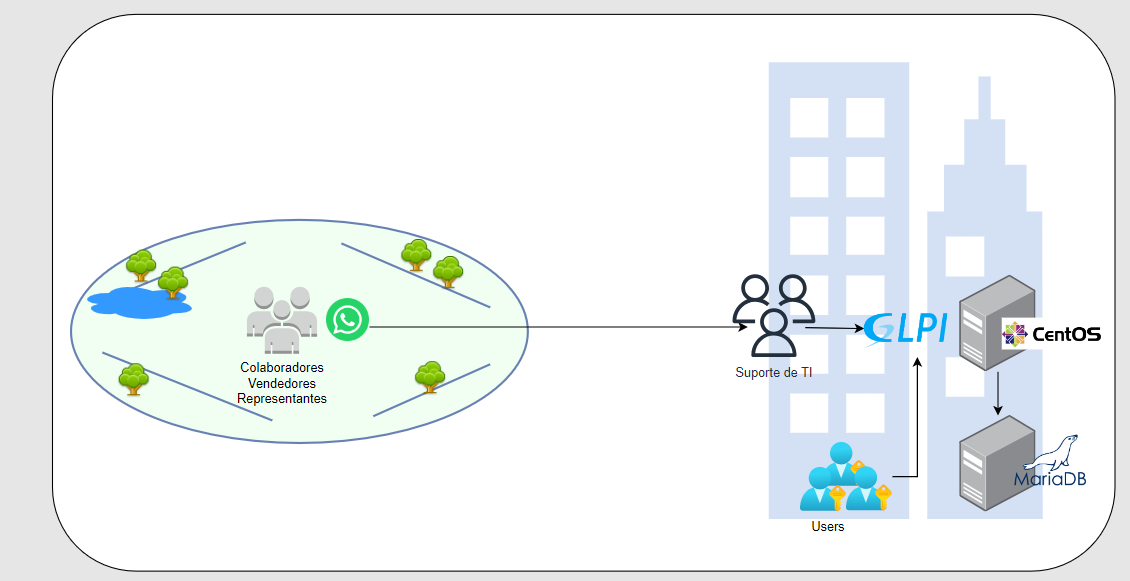 Colaboradores
Vendedores
Representantes
Suporte de TI
GLPI
CentOS
MariaDB
Users